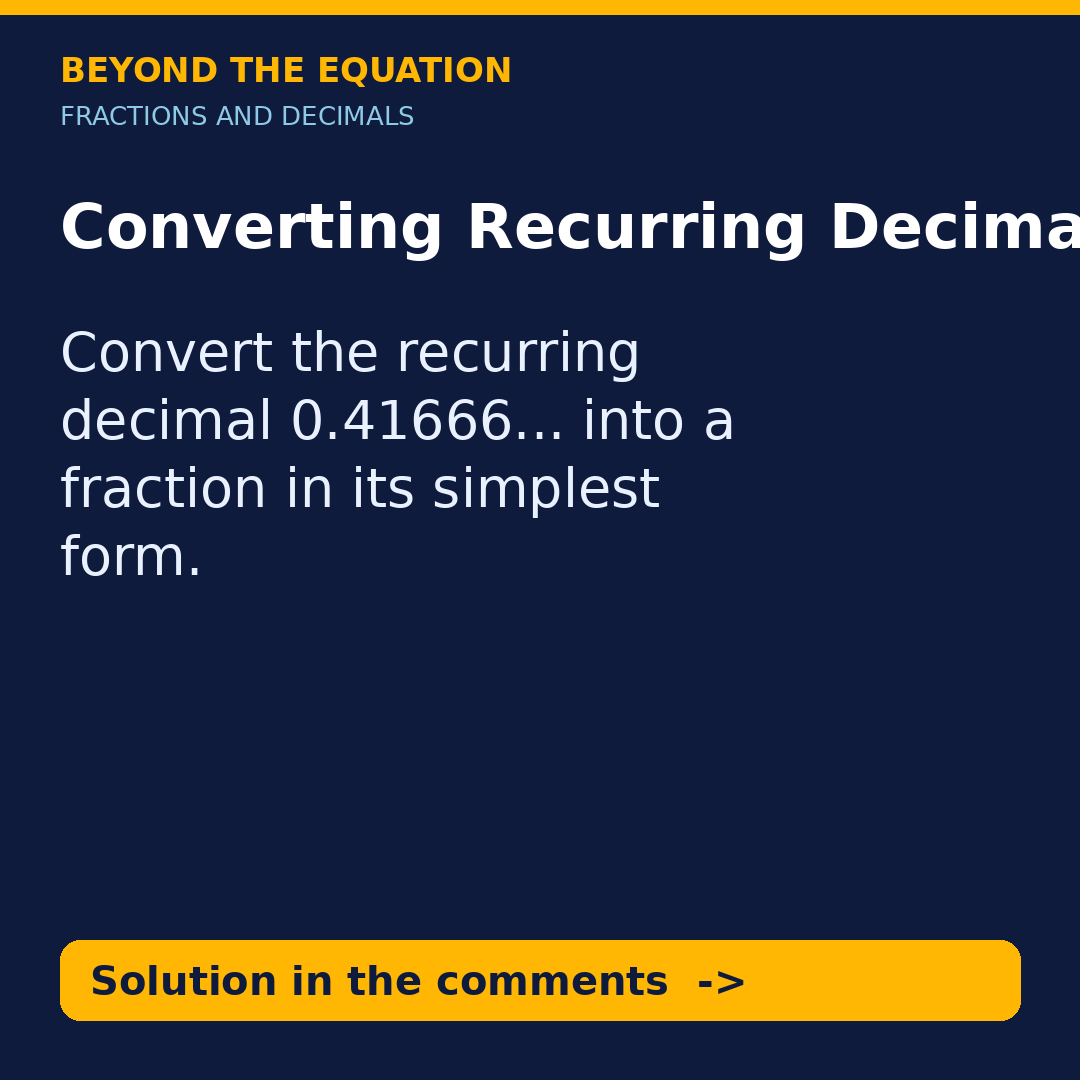 BEYOND THE EQUATION
FRACTIONS AND DECIMALS
Converting Recurring Decima
Convert the recurring
decimal 0.41666... into a
fraction in its simplest
form.
Solution in the comments ->